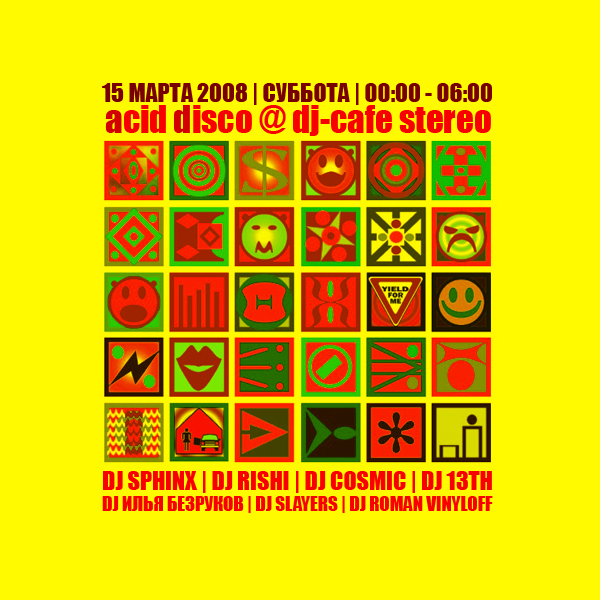 15 МАРТА 2008 | СУББОТА | 00:00 - 06:00
acid disco @ dj-cafe stereo
YIELD
FOR
ME
DJ SPHINX | DJ RISHI | DJ COSMIC | DJ 13TH
DJ ИЛЬЯ БЕЗРУКОВ | DJ SLAYERS | DJ ROMAN VINYLOFF